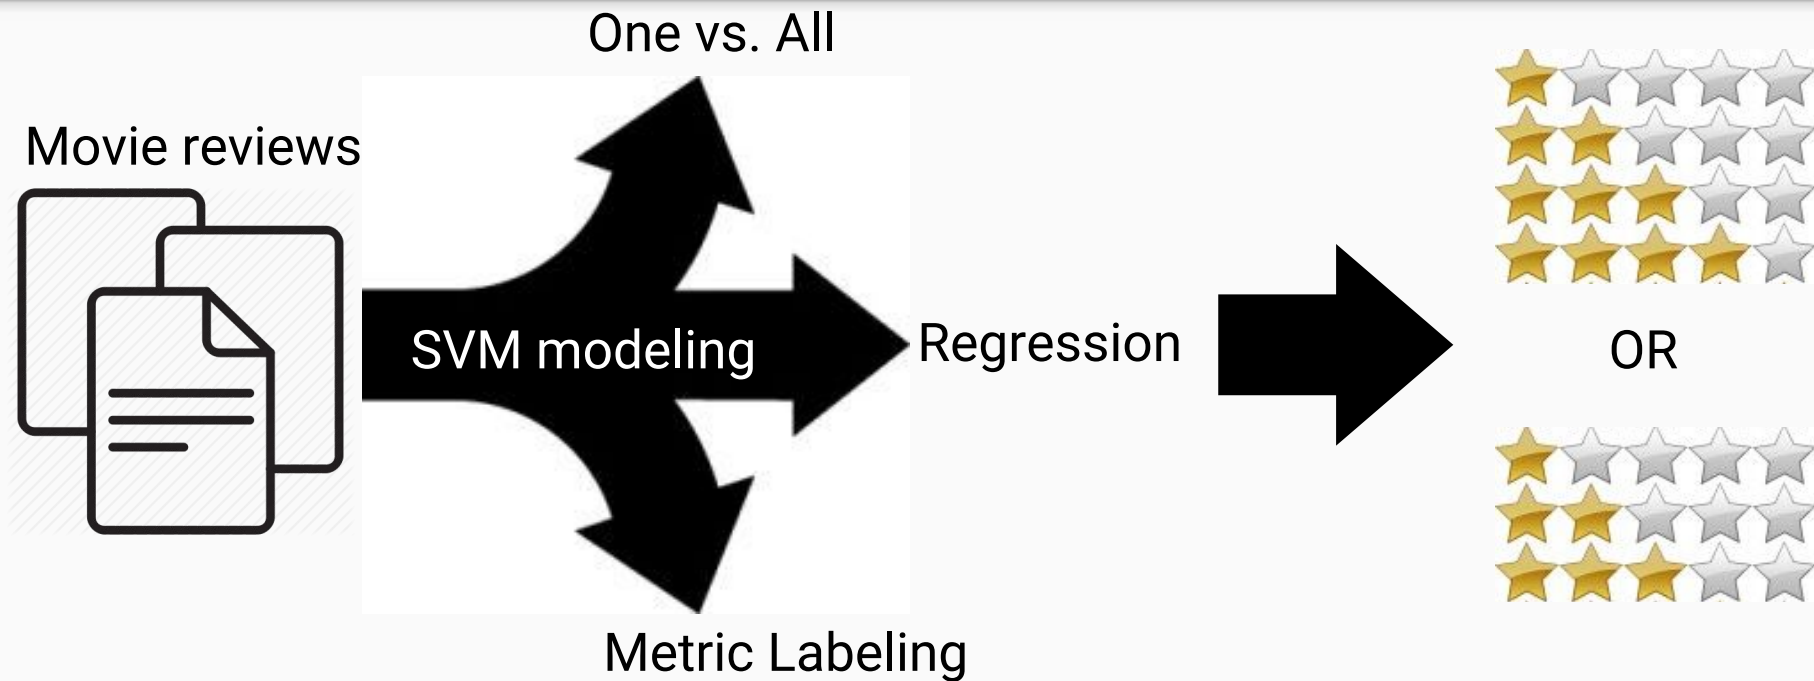 One vs. All
Movie reviews
SVM modeling
Regression
OR
Metric Labeling